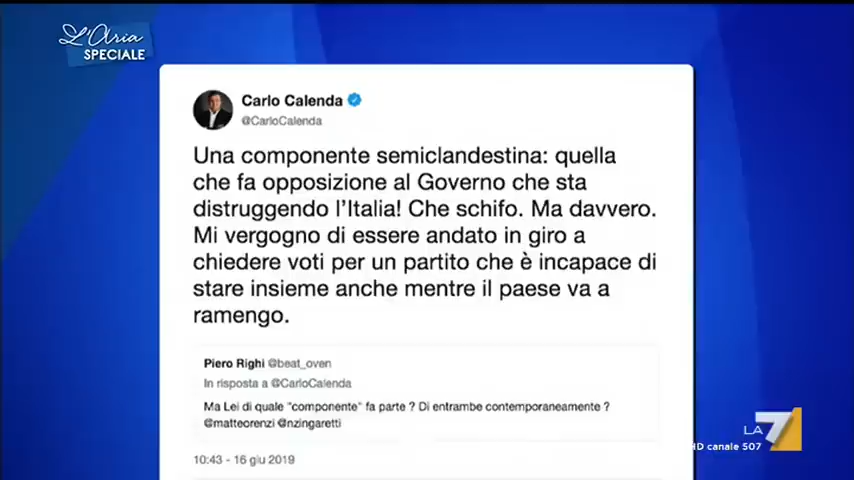 L'Aria
SPECIALE
Carlo Calenda
@CarloCalenda
Una componente semiclandestina: quella
che fa opposizione al Governo che sta
distruggendo l'Italia! Che schifo. Ma davvero.
Mi vergogno di essere andato in giro a
chiedere voti per un partito che è incapace di
stare insieme anche mentre il paese va a
ramengo.
Piero Righi @beat_oven
In risposta a @CarloCalenda
Ma Lei di quale "componente" fa parte ? Di entrambe contemporaneamente ?
@matteorenzi @nzingaretti
10:43 - 16 giu 2019
LA 7
HD canale 507